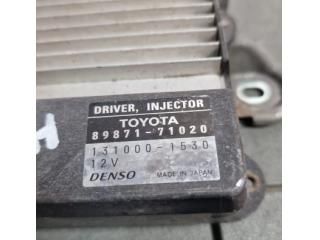 DRIVER, INJECTOR
TOYOTA
89871-71020
131000-1530
12V
DENSO MADE IN JAPAN